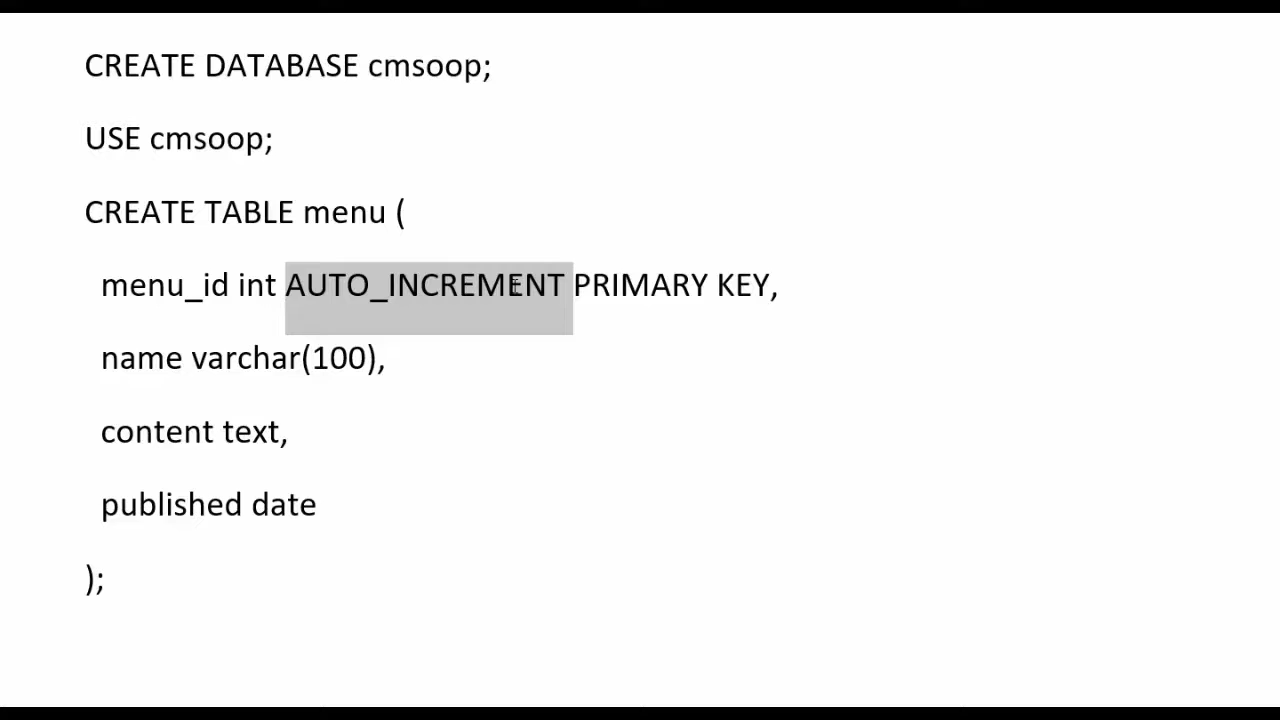 CREATE DATABASE cmsoop;
USE cmsoop;
CREATE TABLE menu (
menu_id int AUTO_INCREMENT PRIMARY KEY,
name varchar(100),
content text,
published date
);